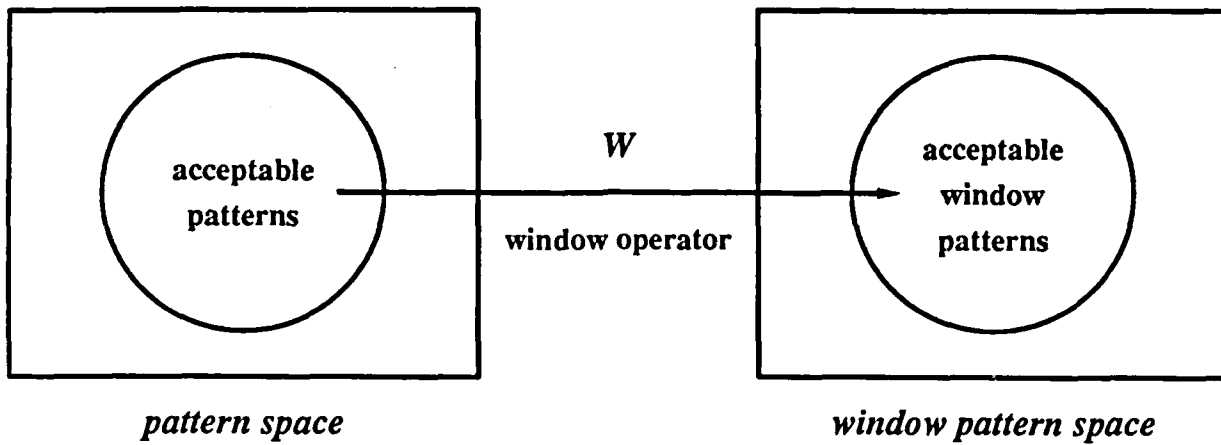 acceptable
patterns
W
window operator
acceptable
window
patterns
pattern space
window pattern space